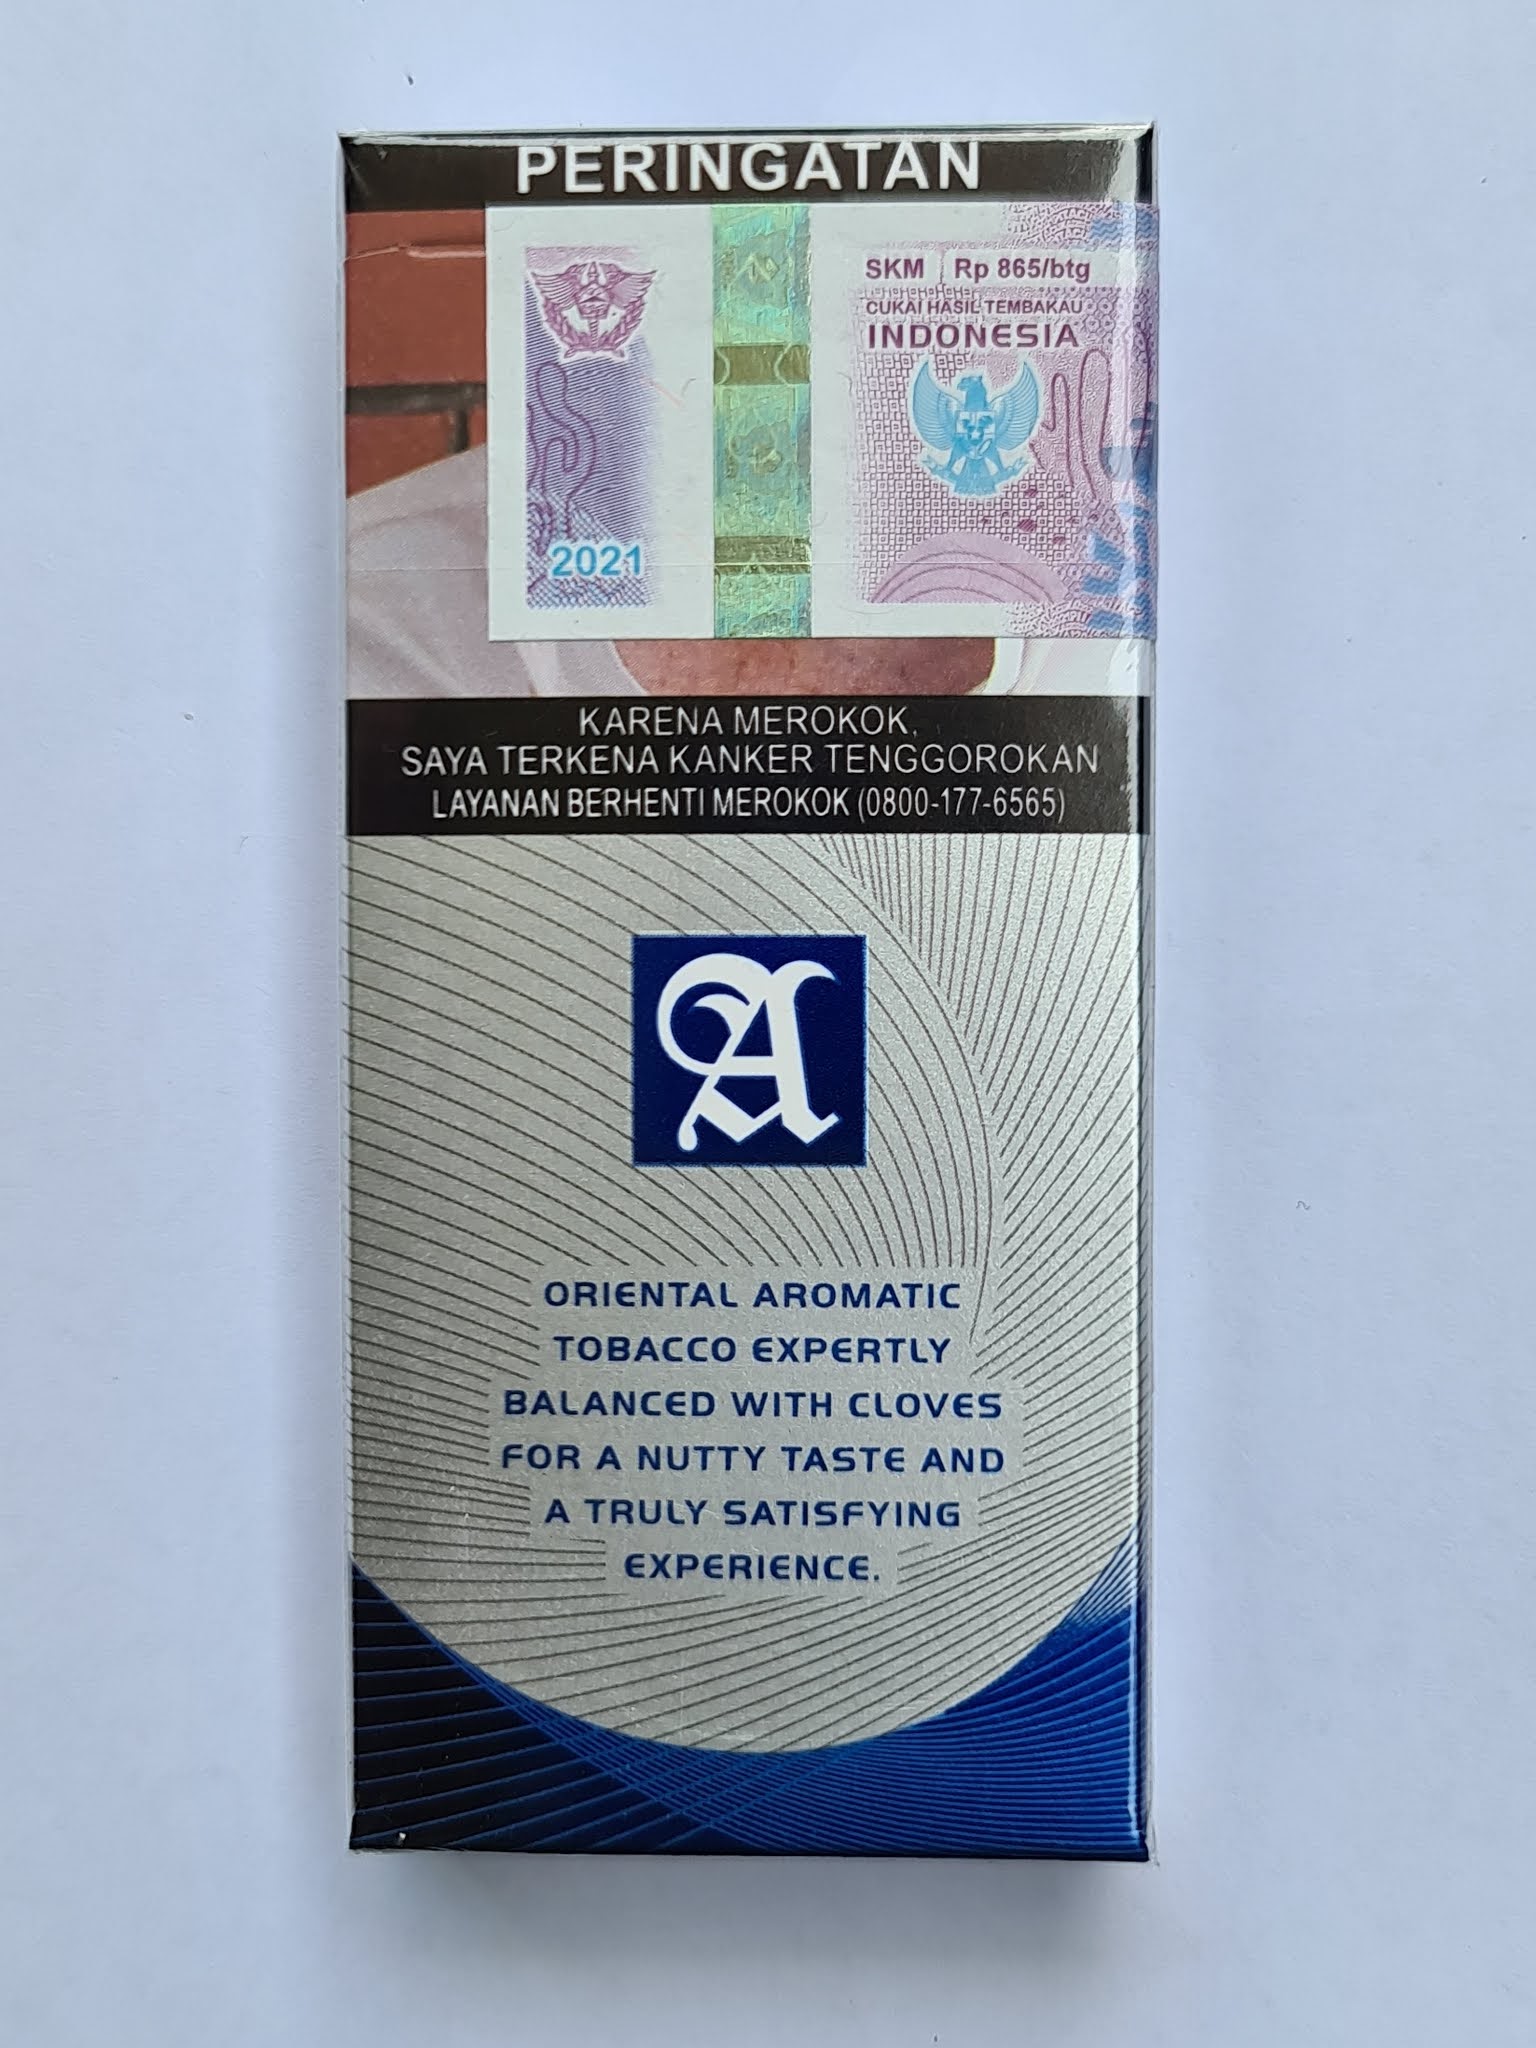 PERINGATAN
SKM Rp 865/btg
CUKAI HASIL TEMBAKAU
INDONESIA
2021
KARENA MEROKOK,
SAYA TERKENA KANKER TENGGOROKAN
LAYANAN BERHENTI MEROKOK (0800-177-6565)
A
ORIENTAL AROMATIC
TOBACCO EXPERTLY
BALANCED WITH CLOVES
FOR A NUTTY TASTE AND
A TRULY SATISFYING
EXPERIENCE.